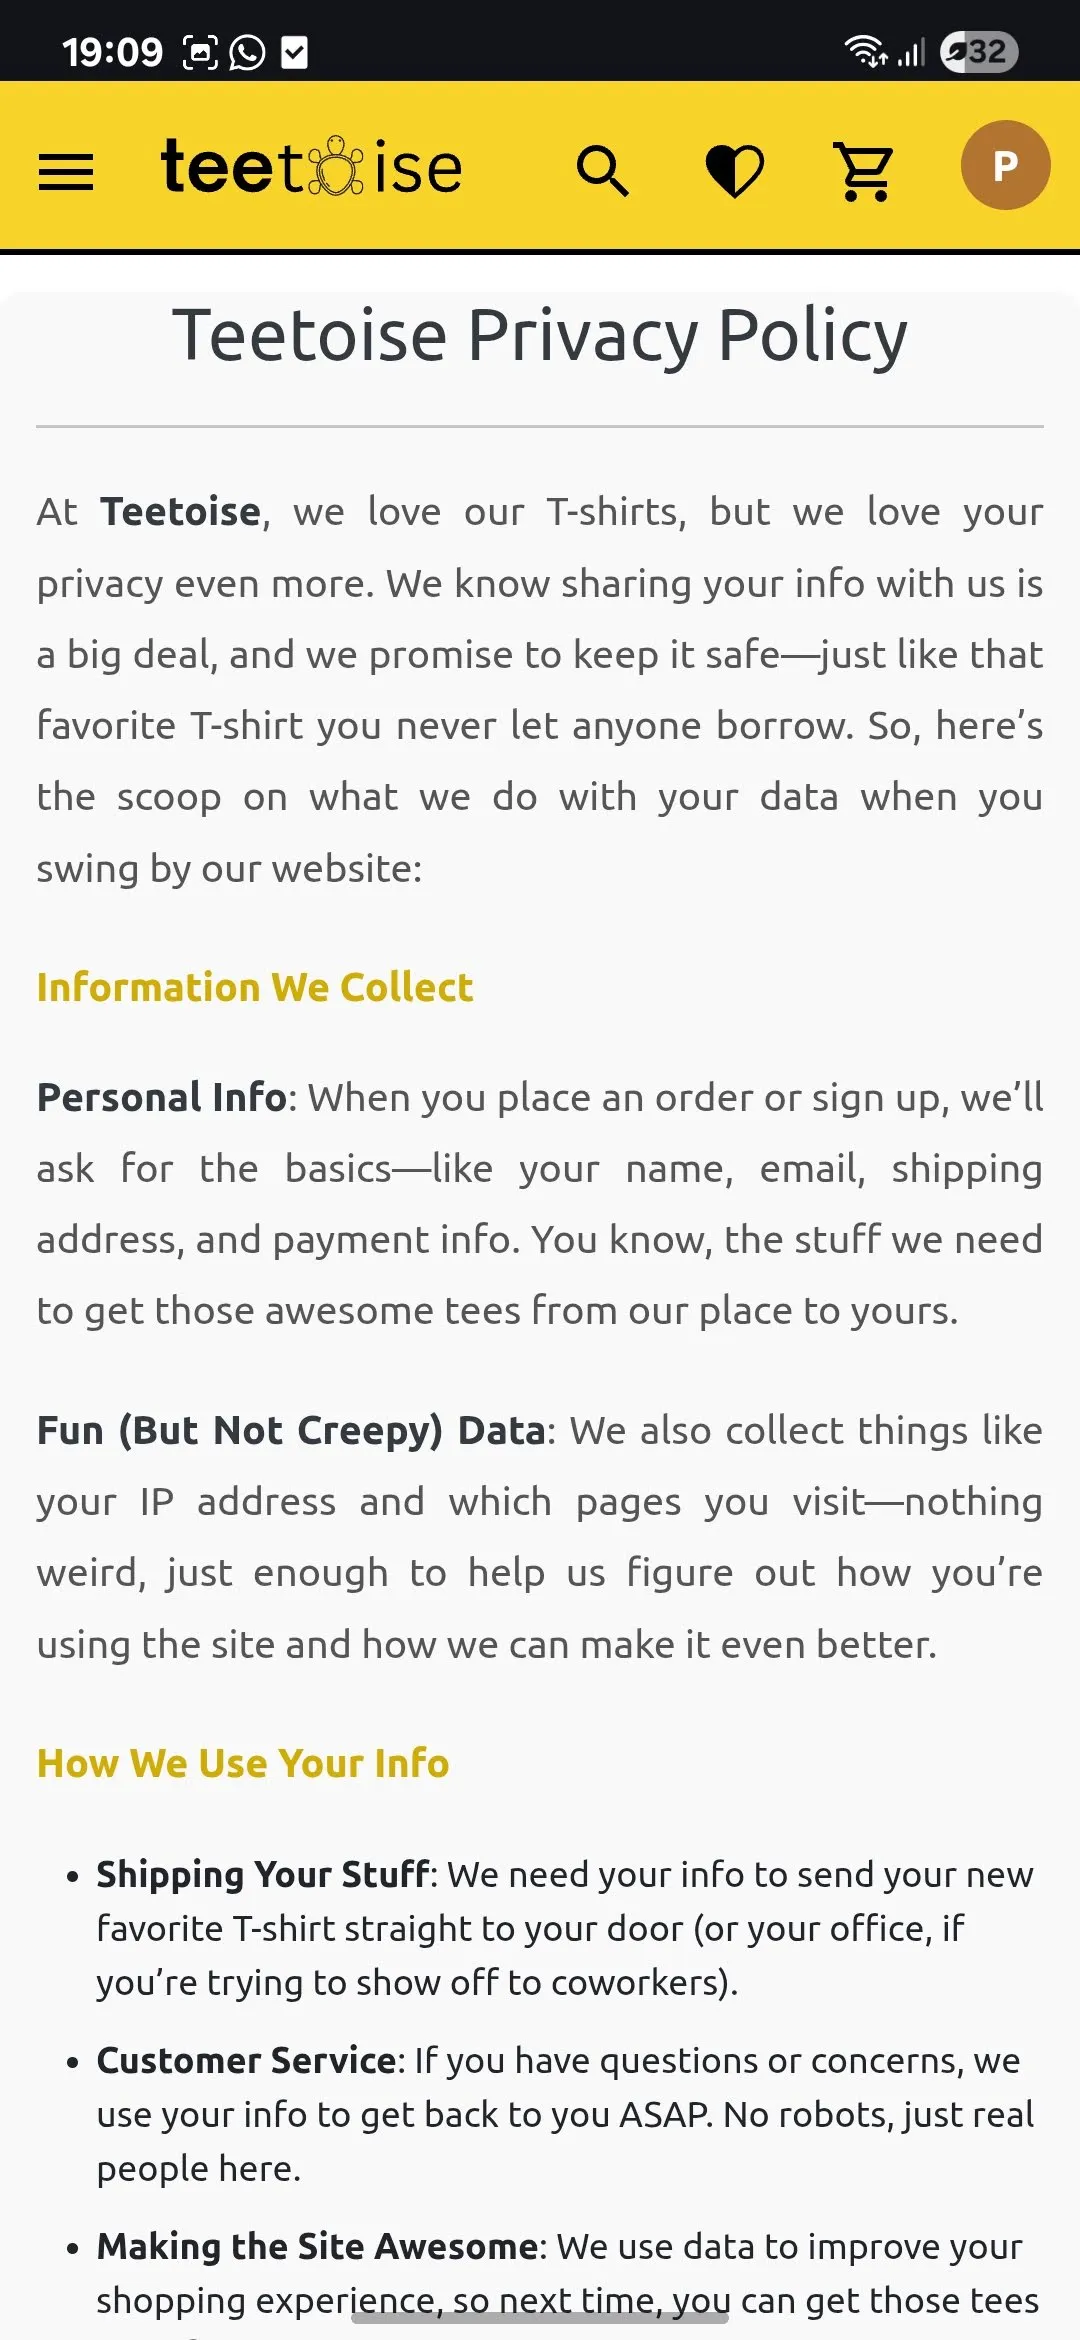 19:09
32
teetoise
P
Teetoise Privacy Policy
At Teetoise, we love our T-shirts, but we love your
privacy even more. We know sharing your info with us is
a big deal, and we promise to keep it safe—just like that
favorite T-shirt you never let anyone borrow. So, here’s
the scoop on what we do with your data when you
swing by our website:
Information We Collect
Personal Info: When you place an order or sign up, we’ll
ask for the basics—like your name, email, shipping
address, and payment info. You know, the stuff we need
to get those awesome tees from our place to yours.
Fun (But Not Creepy) Data: We also collect things like
your IP address and which pages you visit—nothing
weird, just enough to help us figure out how you’re
using the site and how we can make it even better.
How We Use Your Info
• Shipping Your Stuff: We need your info to send your new
favorite T-shirt straight to your door (or your office, if
you’re trying to show off to coworkers).
• Customer Service: If you have questions or concerns, we
use your info to get back to you ASAP. No robots, just real
people here.
• Making the Site Awesome: We use data to improve your
shopping experience, so next time, you can get those tees